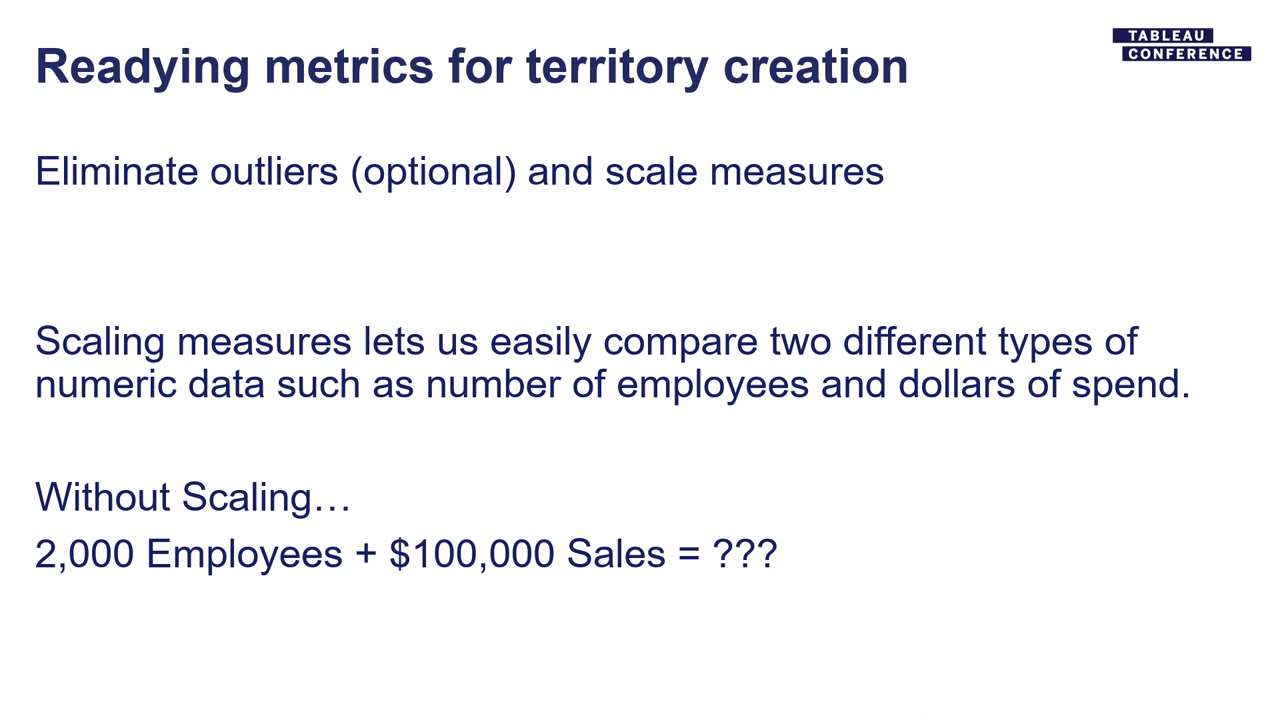 Readying metrics for territory creation
TABLEAU
CONFERENCE
Eliminate outliers (optional) and scale measures
Scaling measures lets us easily compare two different types of
numeric data such as number of employees and dollars of spend.
Without Scaling…
2,000 Employees + $100,000 Sales = ???